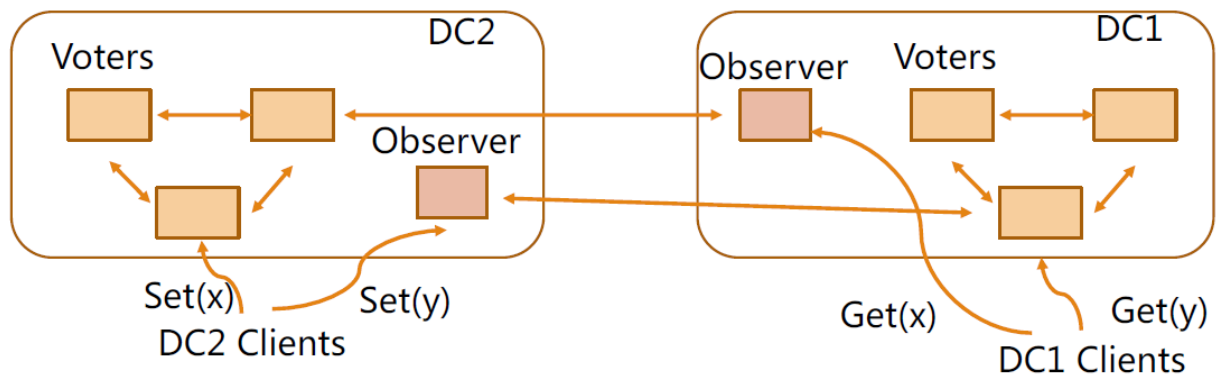 DC2
Voters
Observer
Set(x)
Set(y)
DC2 Clients
DC1
Observer
Voters
Get(x)
Get(y)
DC1 Clients